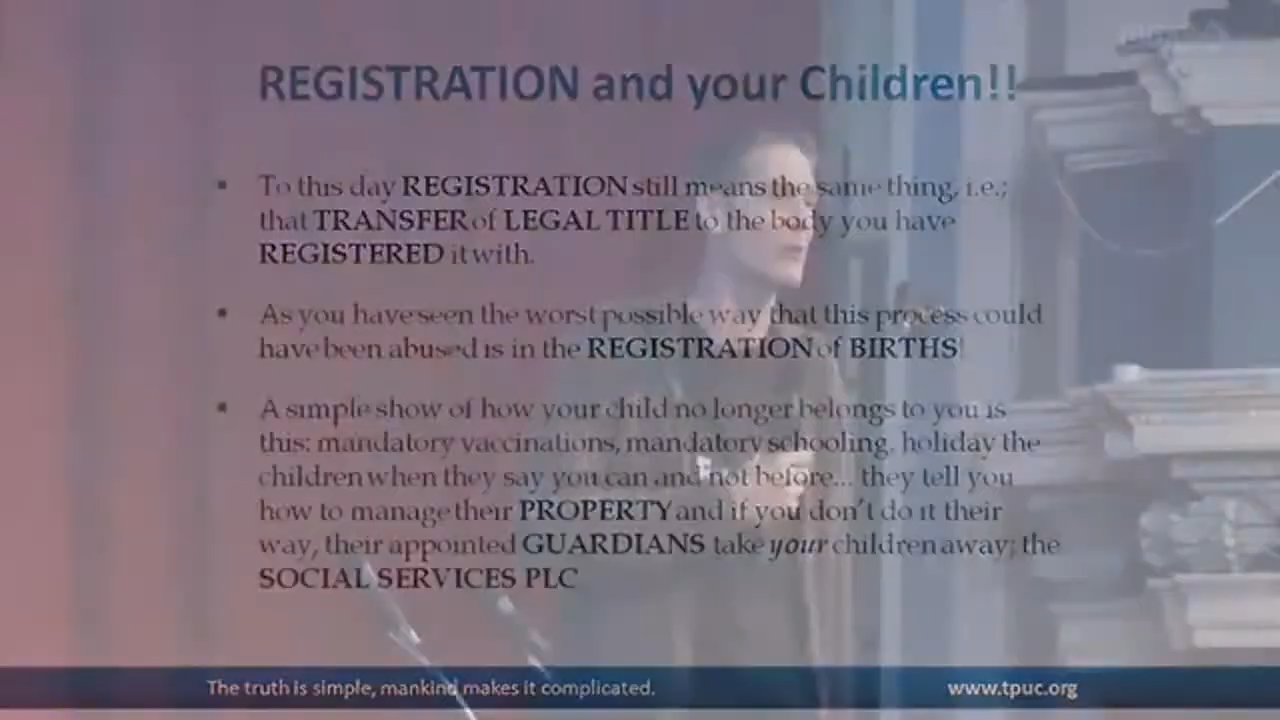 REGISTRATION and your Children!!
▪ To this day REGISTRATION still means the same thing, i.e.;
that TRANSFER of LEGAL TITLE to the body you have
REGISTERED it with.
▪ As you have seen the worst possible way that this process could
have been abused is in the REGISTRATION of BIRTHS!
▪ A simple show of how your child no longer belongs to you is
this: mandatory vaccinations, mandatory schooling, holiday the
children when they say you can and not before... they tell you
how to manage their PROPERTY and if you don't do it their
way, their appointed GUARDIANS take your children away; the
SOCIAL SERVICES PLC
The truth is simple, mankind makes it complicated.
www.tpuc.org